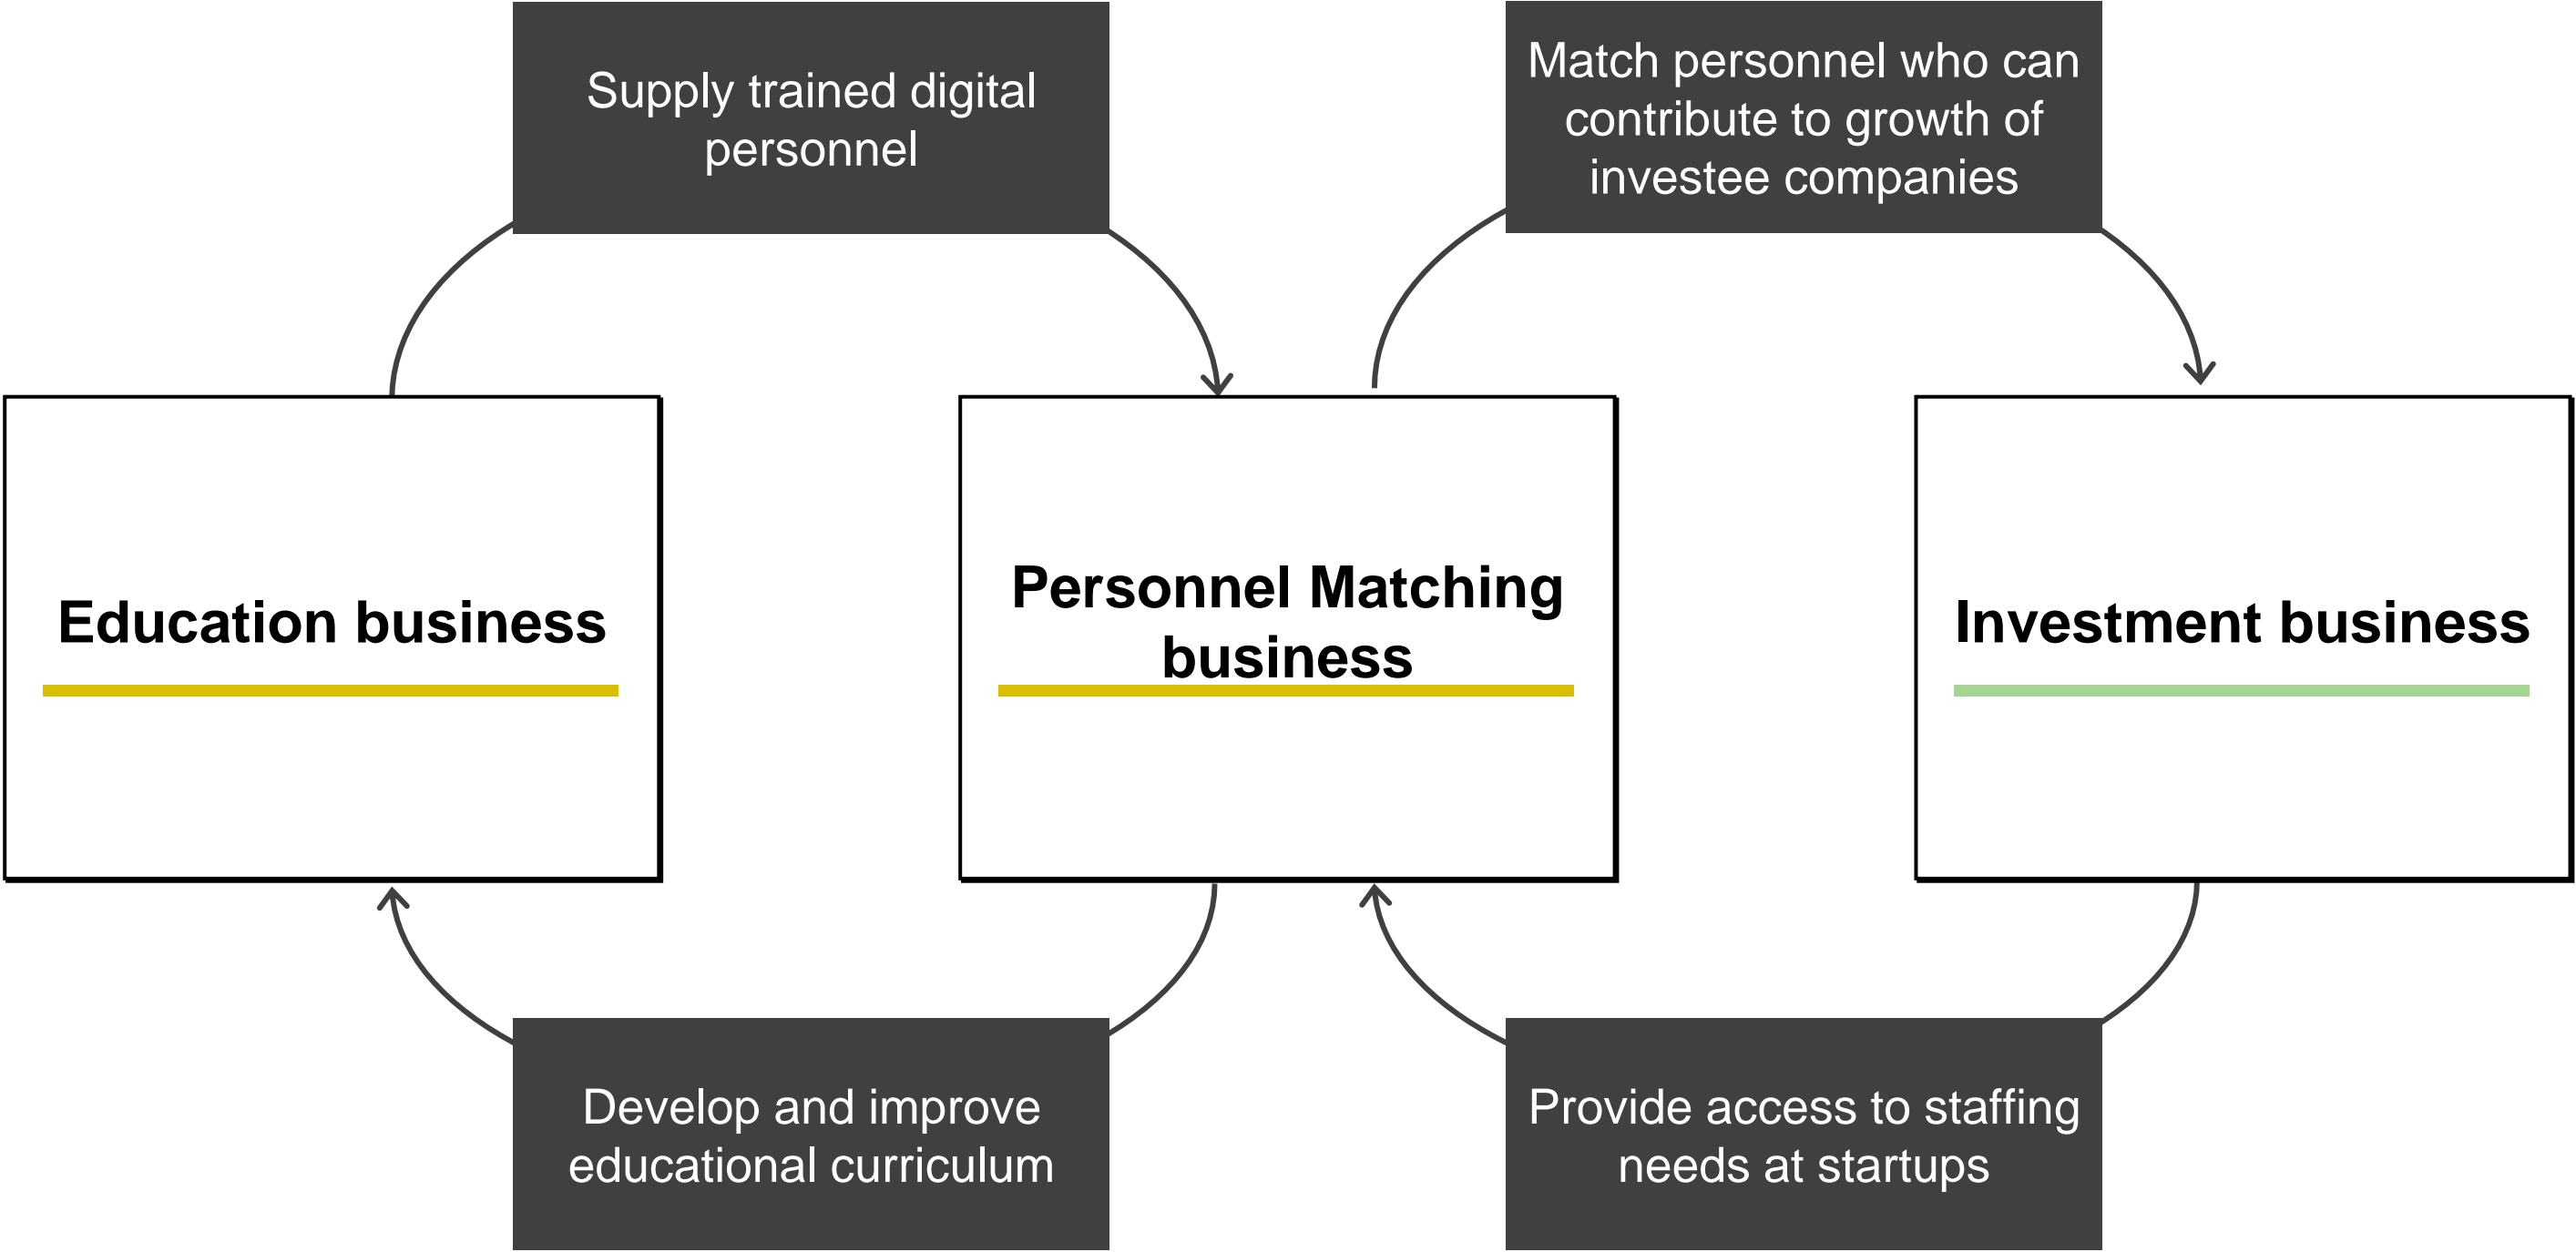 Supply trained digital
personnel
Match personnel who can
contribute to growth of
investee companies
Education business
Personnel Matching
business
Investment business
Develop and improve
educational curriculum
Provide access to staffing
needs at startups